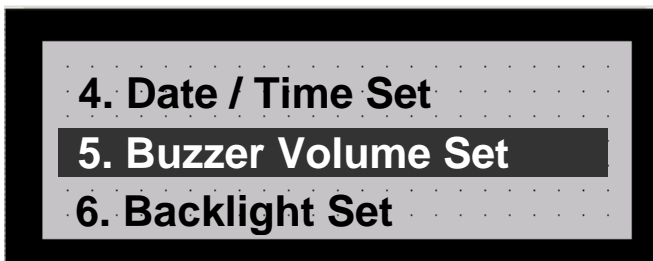 4. Date / Time Set
5. Buzzer Volume Set
6. Backlight Set